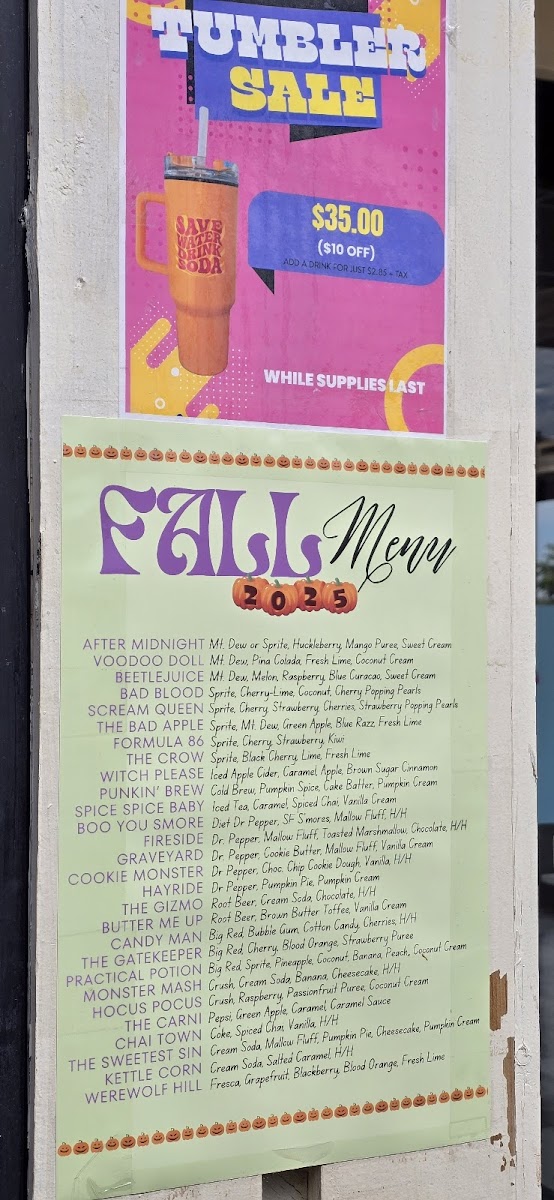 TUMBLER
SALE
SAVE
WATER
DRINK
SODA
$35.00
($10 OFF)
ADD A DRINK FOR JUST $2.85 + TAX
WHILE SUPPLIES LAST
FALL Menu
2025
AFTER MIDNIGHT Mt. Dew or Sprite, Huckleberry, Mango Puree, Sweet Cream
VOODOO DOLL Mt. Dew, Pina Colada, Fresh Lime, Coconut Cream
BEETLEJUICE Mt. Dew, Melon, Raspberry, Blue Curacao, Sweet Cream
BAD BLOOD Sprite, Cherry-Lime, Coconut, Cherry Popping Pearls
SCREAM QUEEN Sprite, Cherry, Strawberry, Cherries, Strawberry Popping Pearls
THE BAD APPLE Sprite, Mt. Dew, Green Apple, Blue Razz, Fresh Lime
FORMULA 86 Sprite, Cherry, Strawberry, Kiwi
THE CROW Sprite, Black Cherry, Lime, Fresh Lime
WITCH PLEASE Iced Apple Cider, Caramel, Apple, Brown Sugar Cinnamon
PUNKIN' BREW Cold Brew, Pumpkin Spice, Cake Batter, Pumpkin Cream
SPICE SPICE BABY Iced Tea, Caramel, Spiced Chai, Vanilla Cream
BOO YOU SMORE Diet Dr Pepper, SF S'mores, Mallow Fluff, H/H
FIRESIDE Dr. Pepper, Mallow Fluff, Toasted Marshmallow, Chocolate, H/H
GRAVEYARD Dr. Pepper, Cookie Butter, Mallow Fluff, Vanilla Cream
COOKIE MONSTER Dr Pepper, Choc. Chip Cookie Dough, Vanilla, H/H
HAYRIDE Dr Pepper, Pumpkin Pie, Pumpkin Cream
THE GIZMO Root Beer, Cream Soda, Chocolate, H/H
BUTTER ME UP Root Beer, Brown Butter Toffee, Vanilla Cream
CANDY MAN Big Red, Bubble Gum, Cotton Candy, Cherries, H/H
THE GATEKEEPER Big Red, Cherry, Blood Orange, Strawberry Puree
PRACTICAL POTION Big Red, Sprite, Pineapple, Coconut, Banana, Peach, Coconut Cream
MONSTER MASH Crush, Cream Soda, Banana, Cheesecake, H/H
HOCUS POCUS Crush, Raspberry, Passionfruit Puree, Coconut Cream
THE CARNI Pepsi, Green Apple, Caramel, Caramel Sauce
CHAI TOWN Coke, Spiced Chai, Vanilla, H/H
THE SWEETEST SIN Cream Soda, Mallow Fluff, Pumpkin Pie, Cheesecake, Pumpkin Cream
KETTLE CORN Cream Soda, Salted Caramel, H/H
WEREWOLF HILL Fresca, Grapefruit, Blackberry, Blood Orange, Fresh Lime